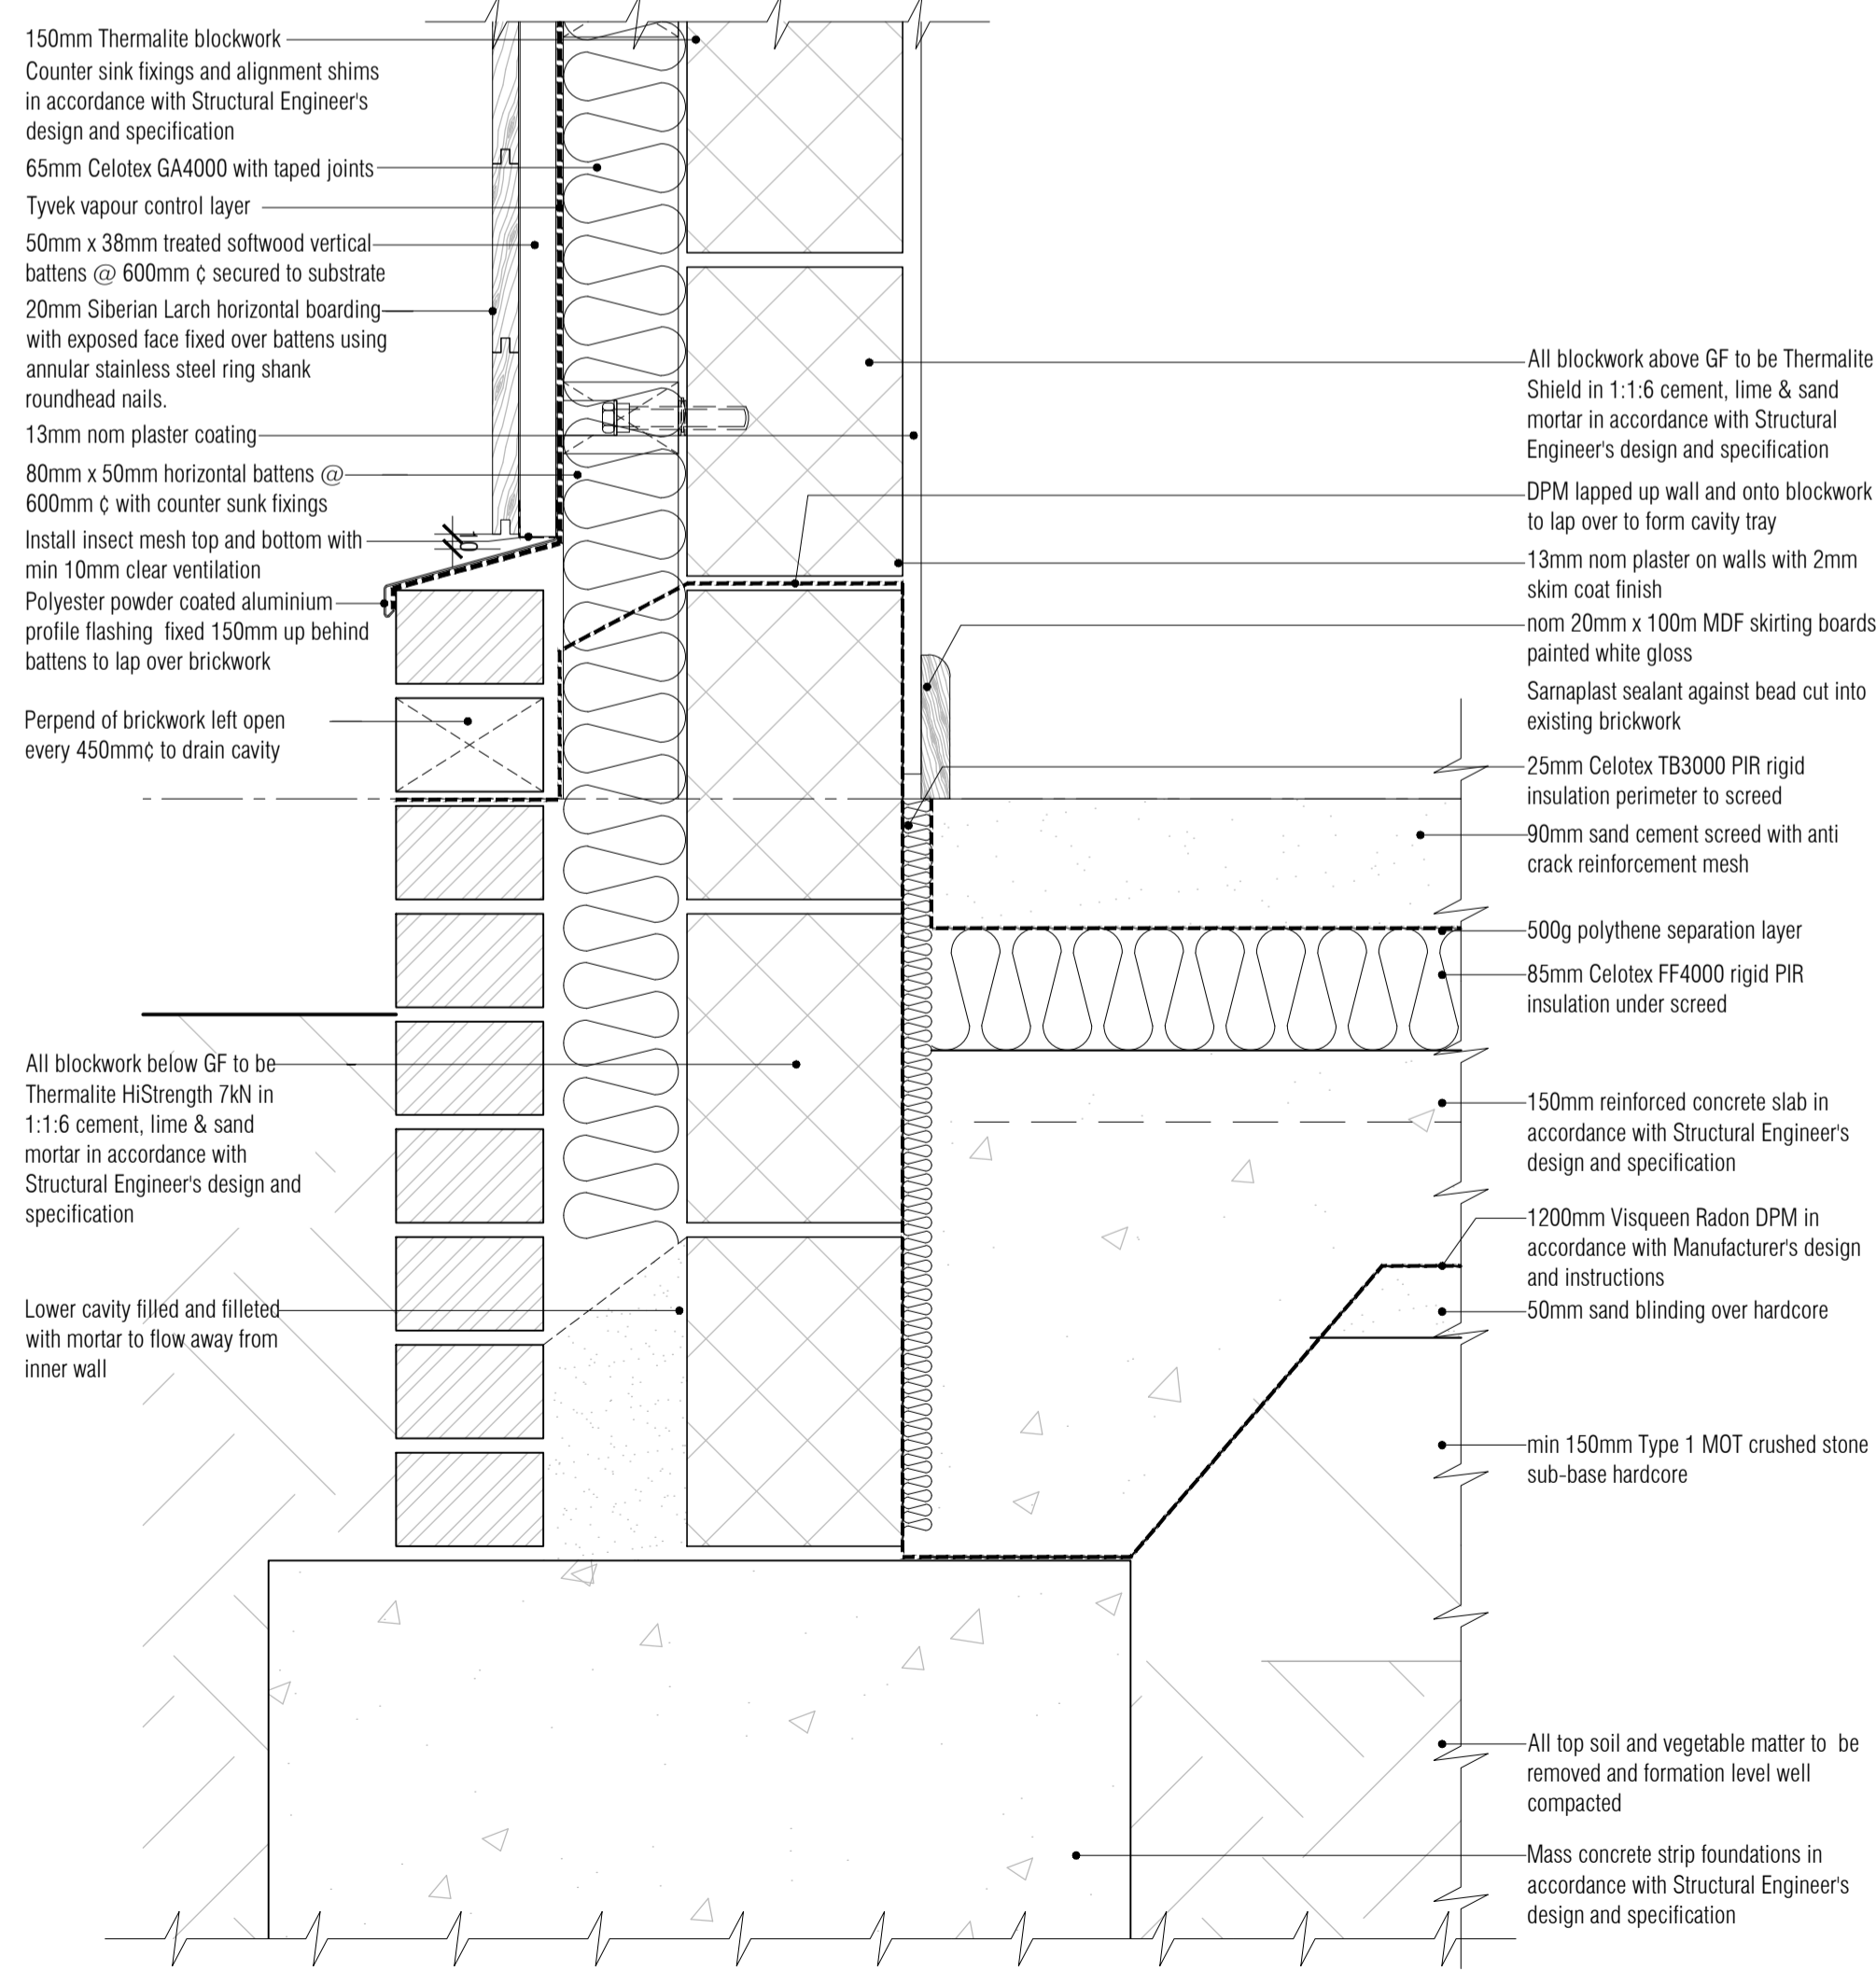 150mm Thermalite blockwork
Counter sink fixings and alignment shims
in accordance with Structural Engineer's
design and specification
65mm Celotex GA4000 with taped joints
Tyvek vapour control layer
50mm x 38mm treated softwood vertical
battens @ 600mm ¢ secured to substrate
20mm Siberian Larch horizontal boarding
with exposed face fixed over battens using
annular stainless steel ring shank
roundhead nails.
13mm nom plaster coating
80mm x 50mm horizontal battens @
600mm ¢ with counter sunk fixings
Install insect mesh top and bottom with
min 10mm clear ventilation
Polyester powder coated aluminium
profile flashing fixed 150mm up behind
battens to lap over brickwork
Perpend of brickwork left open
every 450mm¢ to drain cavity
All blockwork below GF to be
Thermalite HiStrength 7kN in
1:1:6 cement, lime & sand
mortar in accordance with
Structural Engineer's design and
specification
Lower cavity filled and filleted
with mortar to flow away from
inner wall
10
All blockwork above GF to be Thermalite
Shield in 1:1:6 cement, lime & sand
mortar in accordance with Structural
Engineer's design and specification
DPM lapped up wall and onto blockwork
to lap over to form cavity tray
13mm nom plaster on walls with 2mm
skim coat finish
nom 20mm x 100m MDF skirting boards
painted white gloss
Sarnaplast sealant against bead cut into
existing brickwork
25mm Celotex TB3000 PIR rigid
insulation perimeter to screed
90mm sand cement screed with anti
crack reinforcement mesh
500g polythene separation layer
85mm Celotex FF4000 rigid PIR
insulation under screed
150mm reinforced concrete slab in
accordance with Structural Engineer's
design and specification
1200mm Visqueen Radon DPM in
accordance with Manufacturer's design
and instructions
50mm sand blinding over hardcore
min 150mm Type 1 MOT crushed stone
sub-base hardcore
All top soil and vegetable matter to be
removed and formation level well
compacted
Mass concrete strip foundations in
accordance with Structural Engineer's
design and specification